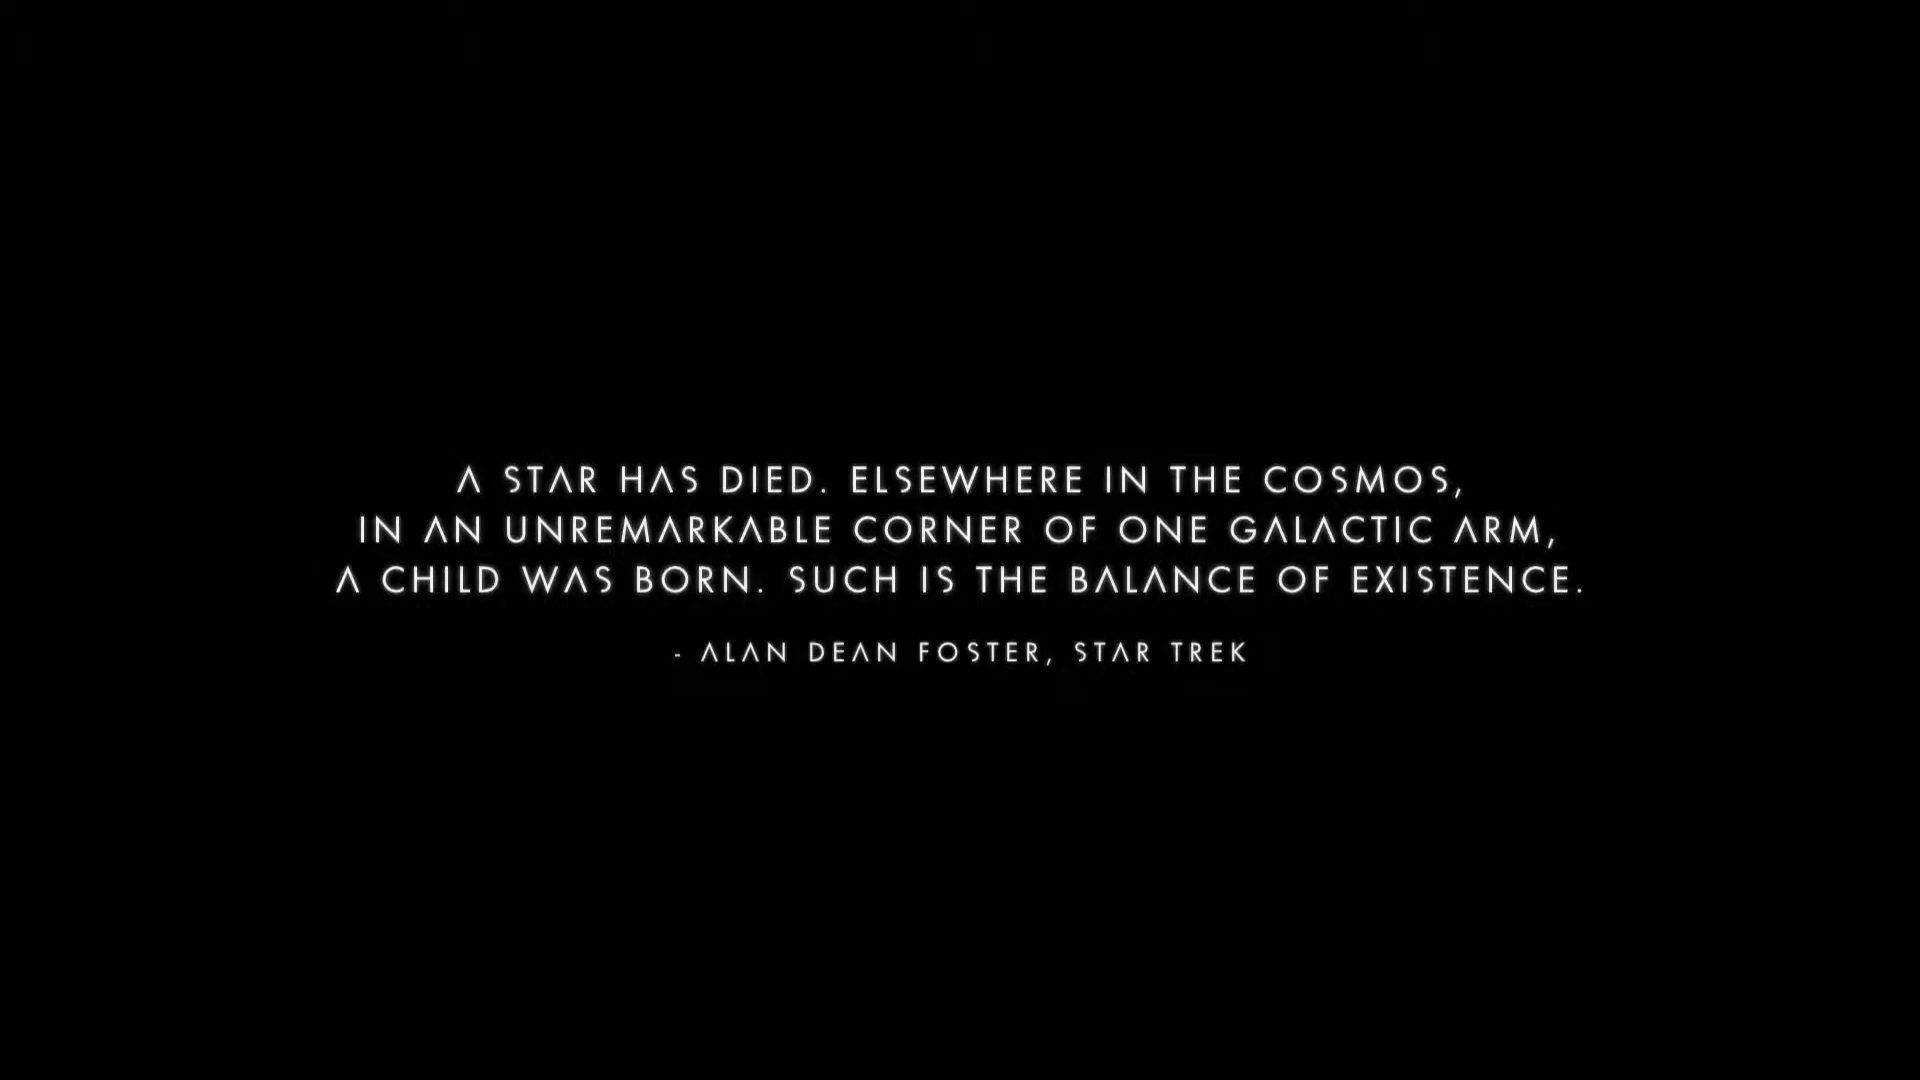 A STAR HAS DIED. ELSEWHERE IN THE COSMOS,
IN AN UNREMARKABLE CORNER OF ONE GALACTIC ARM,
A CHILD WAS BORN. SUCH IS THE BALANCE OF EXISTENCE.
- ALAN DEAN FOSTER, STAR TREK